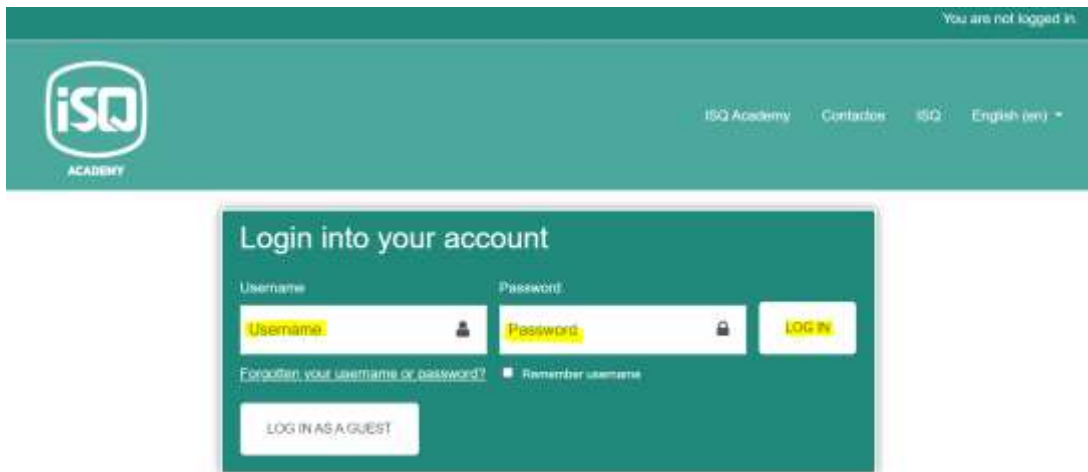 You are not logged in.
iSQ
ACADEMY
ISQ Academy Contactos ISQ English (en)
Login into your account
Username Password
Username Password LOG IN
Forgotten your username or password? Remember username
LOG IN AS A GUEST